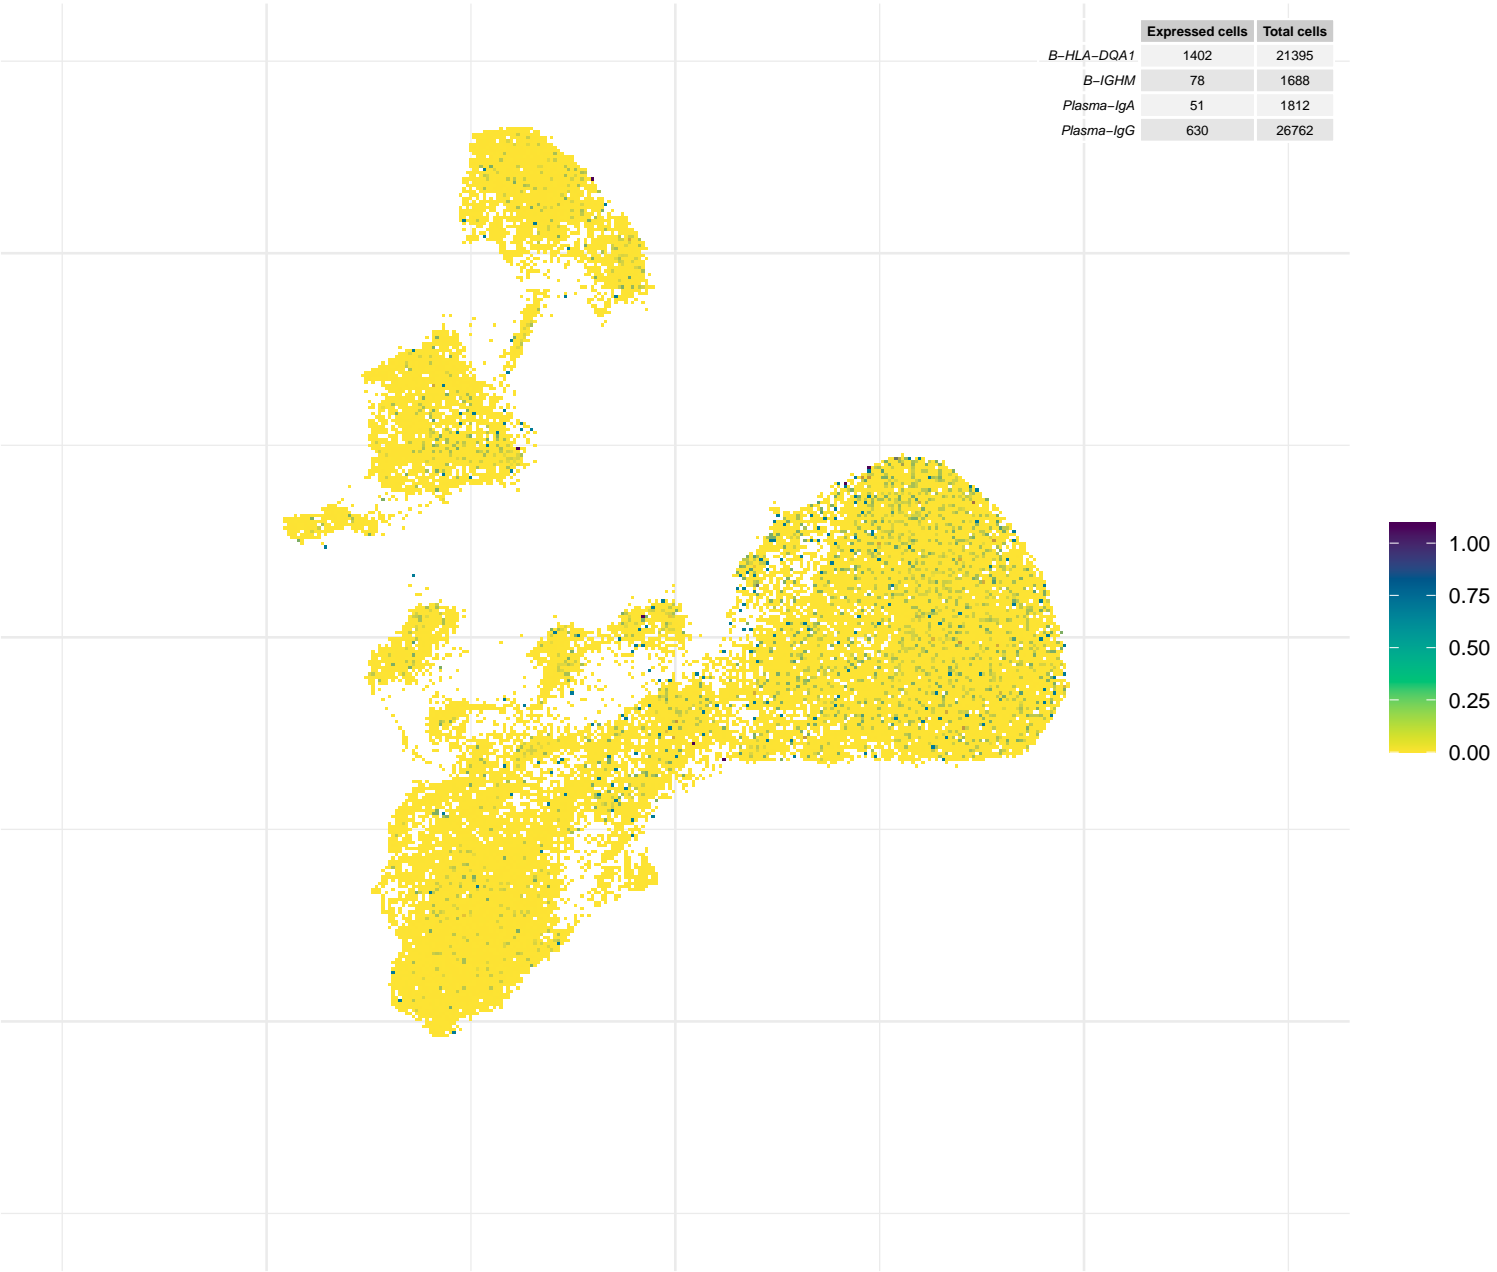 Expressed cells Total cells
B−HLA−DQA1 1402 21395
B−IGHM 78 1688
Plasma−IgA 51 1812
Plasma−IgG 630 26762
1.00
0.75
0.50
0.25
0.00